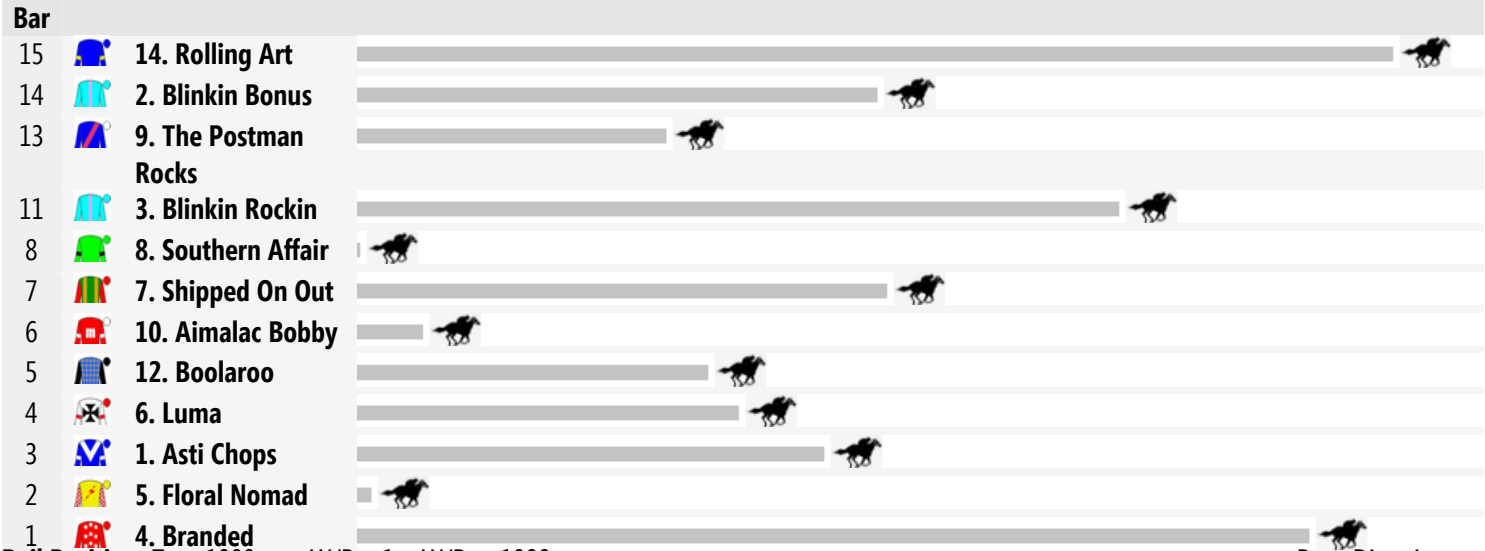 Bar
15 14. Rolling Art
14 2. Blinkin Bonus
13 9. The Postman
Rocks
11 3. Blinkin Rockin
8 8. Southern Affair
7 7. Shipped On Out
6 10. Aimalac Bobby
5 12. Boolaroo
4 6. Luma
3 1. Asti Chops
2 5. Floral Nomad
1 4. Branded